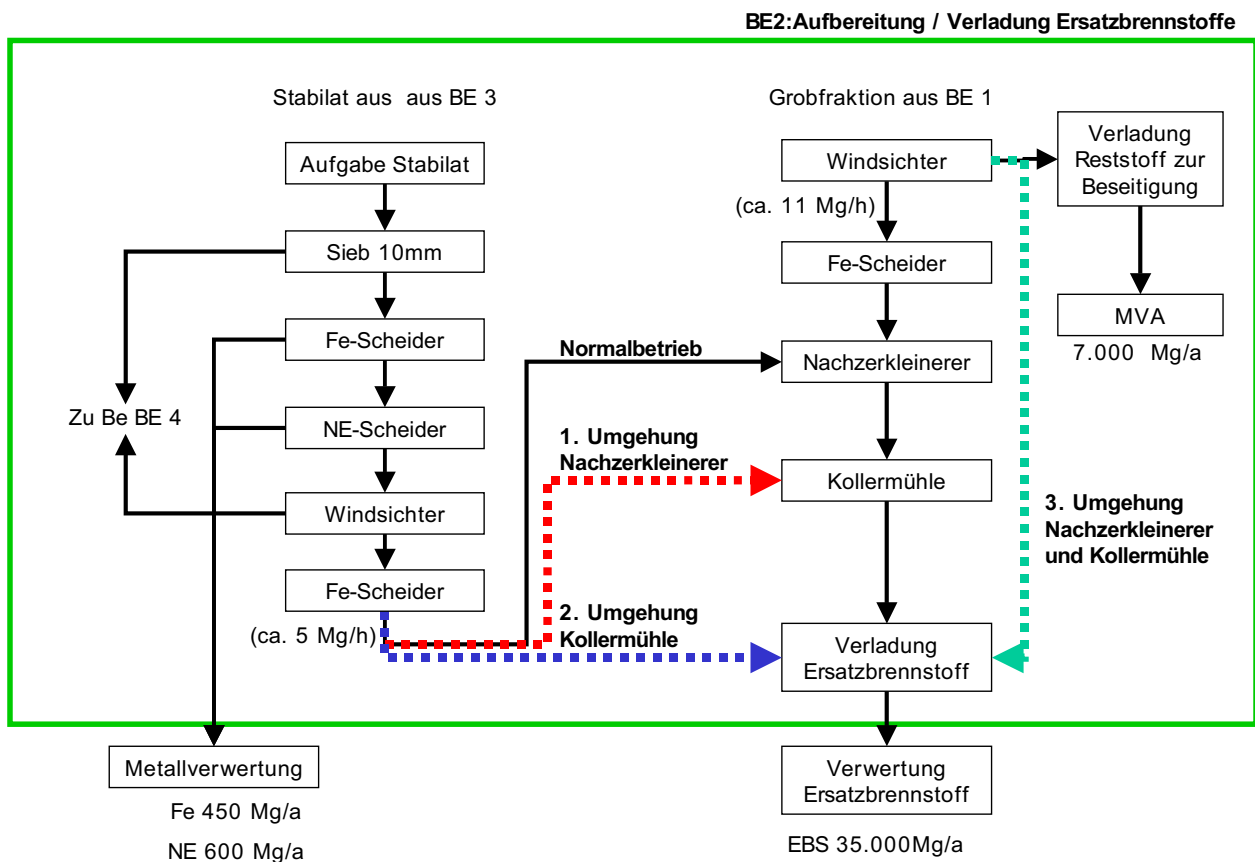 BE2:Aufbereitung / Verladung Ersatzbrennstoffe
Stabilat aus aus BE 3
Aufgabe Stabilat
Sieb 10mm
Fe-Scheider
Zu Be BE 4
NE-Scheider
Windsichter
Fe-Scheider
(ca. 5 Mg/h)
Normalbetrieb
1. Umgehung
Nachzerkleinerer
2. Umgehung
Kollermühle
Grobfraktion aus BE 1
Windsichter
(ca. 11 Mg/h)
Fe-Scheider
Nachzerkleinerer
Kollermühle
Verladung
Ersatzbrennstoff
Verladung
Reststoff zur
Beseitigung
MVA
7.000 Mg/a
3. Umgehung
Nachzerkleinerer
und Kollermühle
Metallverwertung
Fe 450 Mg/a
NE 600 Mg/a
Verwertung
Ersatzbrennstoff
EBS 35.000Mg/a